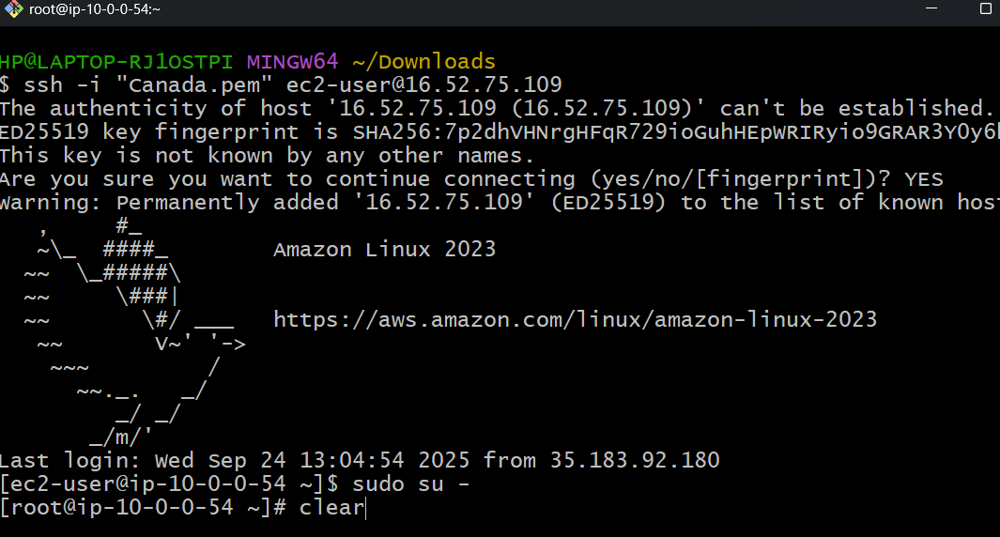 root@ip-10-0-0-54:~
HP@LAPTOP-RJ1OSTPI MINGW64 ~/Downloads
$ ssh -i "Canada.pem" ec2-user@16.52.75.109
The authenticity of host '16.52.75.109 (16.52.75.109)' can't be established.
ED25519 key fingerprint is
This key is not known by any other names.
Are you sure you want to continue connecting (yes/no/[fingerprint])? YES
Warning: Permanently added '16.52.75.109' (ED25519) to the list of known
   ,     #_
   ~\_  ####_        Amazon Linux 2023
  ~~  \_#####\
  ~~     \###|
  ~~       \#/ ___   https://aws.amazon.com/linux/amazon-linux-2023
   ~~       V~' '->
    ~~~         /
      ~~._.   _/
         _/ _/
       _/m/'
Last login: Wed Sep 24 13:04:54 2025 from 35.183.92.180
[ec2-user@ip-10-0-0-54 ~]$ sudo su -
[root@ip-10-0-0-54 ~]# clear